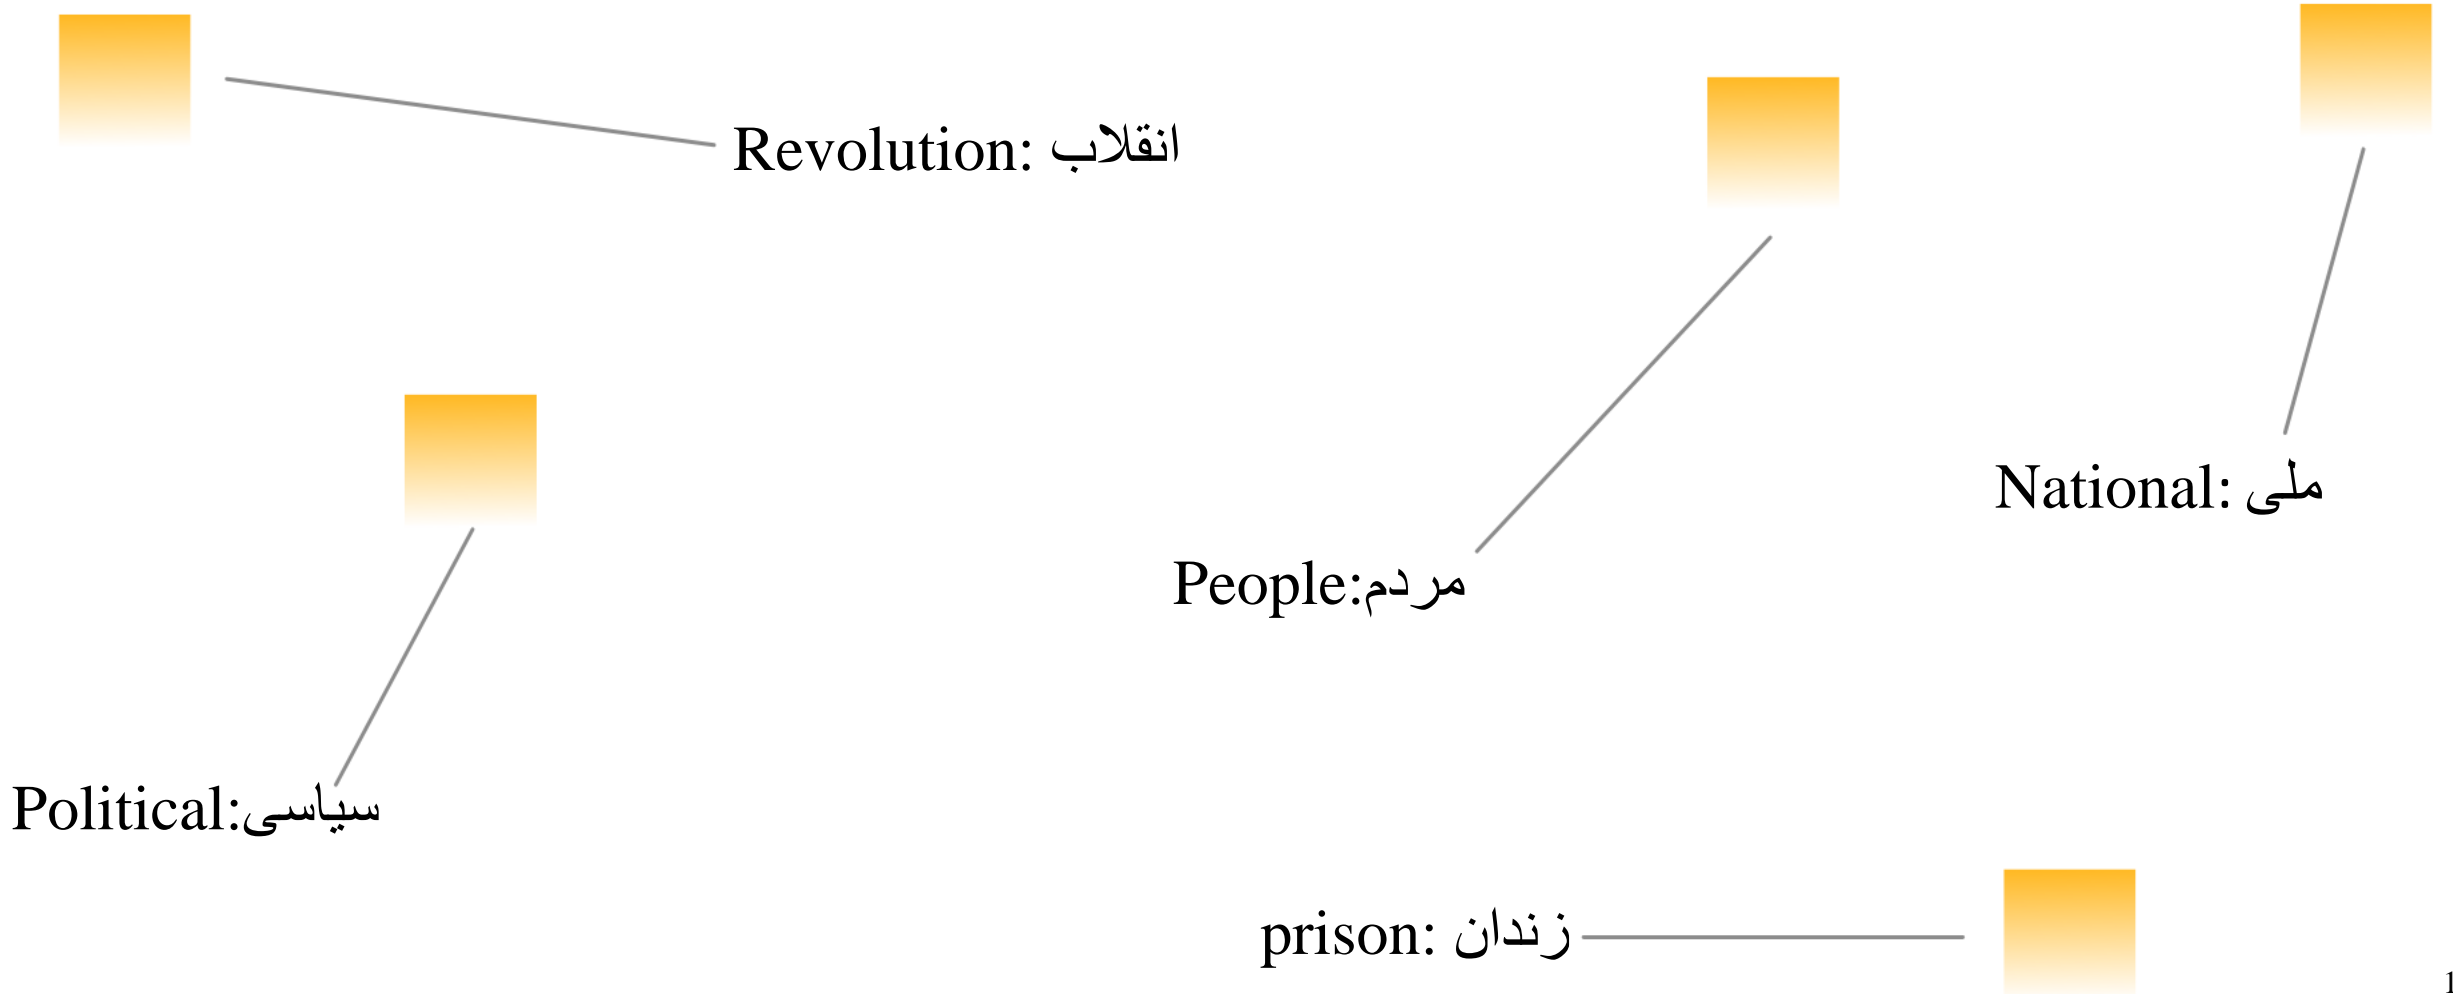 Revolution: انقلاب
National: ملی
People:مردم
Political:سیاسی
prison: زندان
1